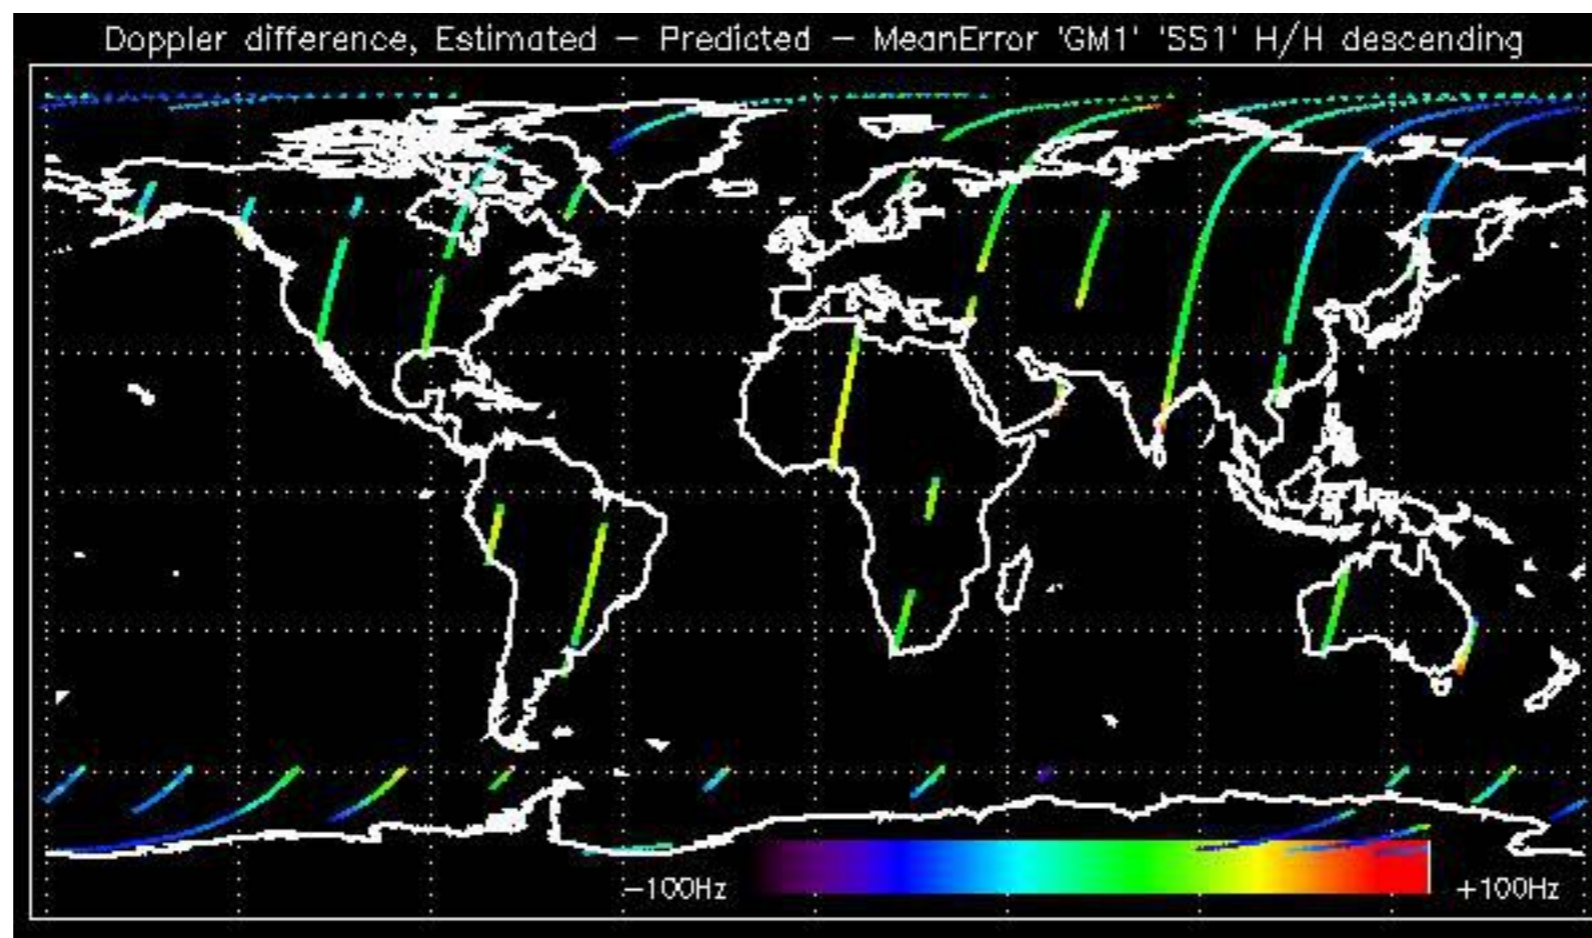 Doppler difference, Estimated – Predicted – MeanError 'GM1' 'SS1' H/H descending
-100Hz
+100Hz